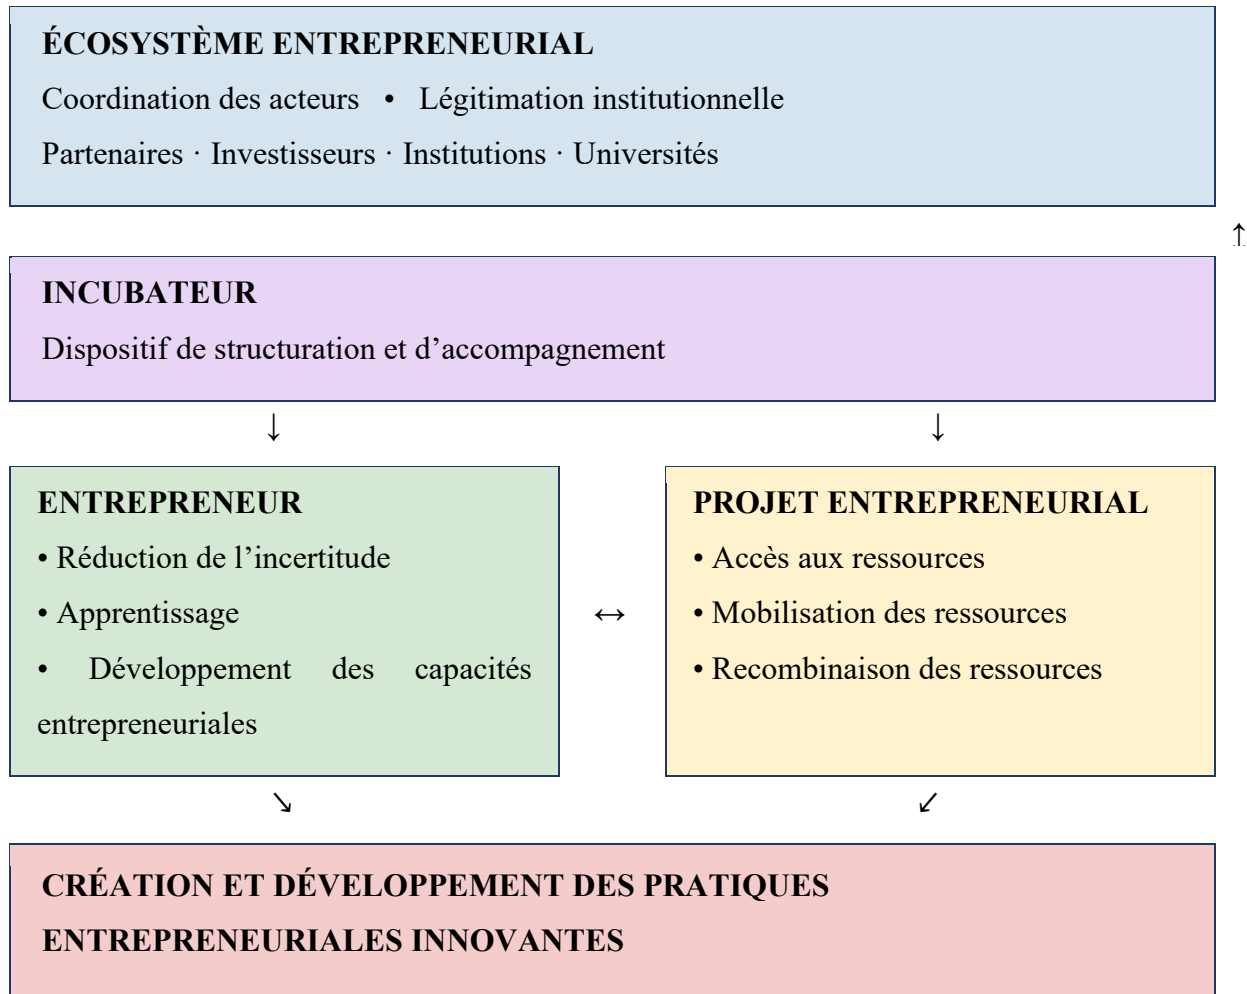 ÉCOSYSTÈME ENTREPRENEURIAL
Coordination des acteurs • Légitimation institutionnelle
Partenaires · Investisseurs · Institutions · Universités
↑
INCUBATEUR
Dispositif de structuration et d’accompagnement
↓ ↓
ENTREPRENEUR
• Réduction de l’incertitude
• Apprentissage
• Développement des capacités
entrepreneuriales
↔
PROJET ENTREPRENEURIAL
• Accès aux ressources
• Mobilisation des ressources
• Recombinaison des ressources
↘ ↙
CRÉATION ET DÉVELOPPEMENT DES PRATIQUES
ENTREPRENEURIALES INNOVANTES